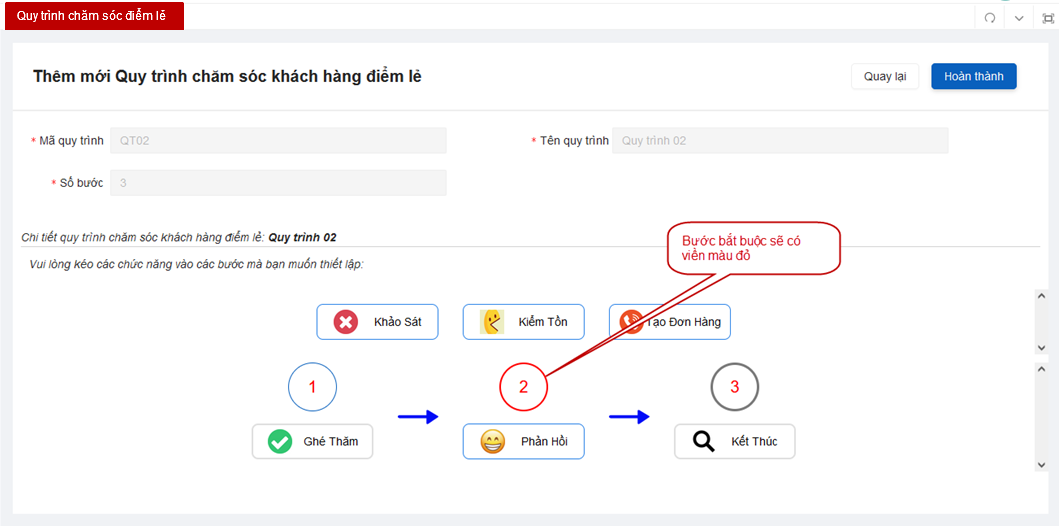 Quy trình chăm sóc điểm lẻ
Thêm mới Quy trình chăm sóc khách hàng điểm lẻ
Quay lại
Hoàn thành
* Mã quy trình
QT02
* Tên quy trình
Quy trình 02
* Số bước
3
Chi tiết quy trình chăm sóc khách hàng điểm lẻ: Quy trình 02
Bước bắt buộc sẽ có
viền màu đỏ
Vui lòng kéo các chức năng vào các bước mà bạn muốn thiết lập:
Khảo Sát
Kiểm Tồn
Tạo Đơn Hàng
1
2
3
Ghé Thăm
Phản Hồi
Kết Thúc